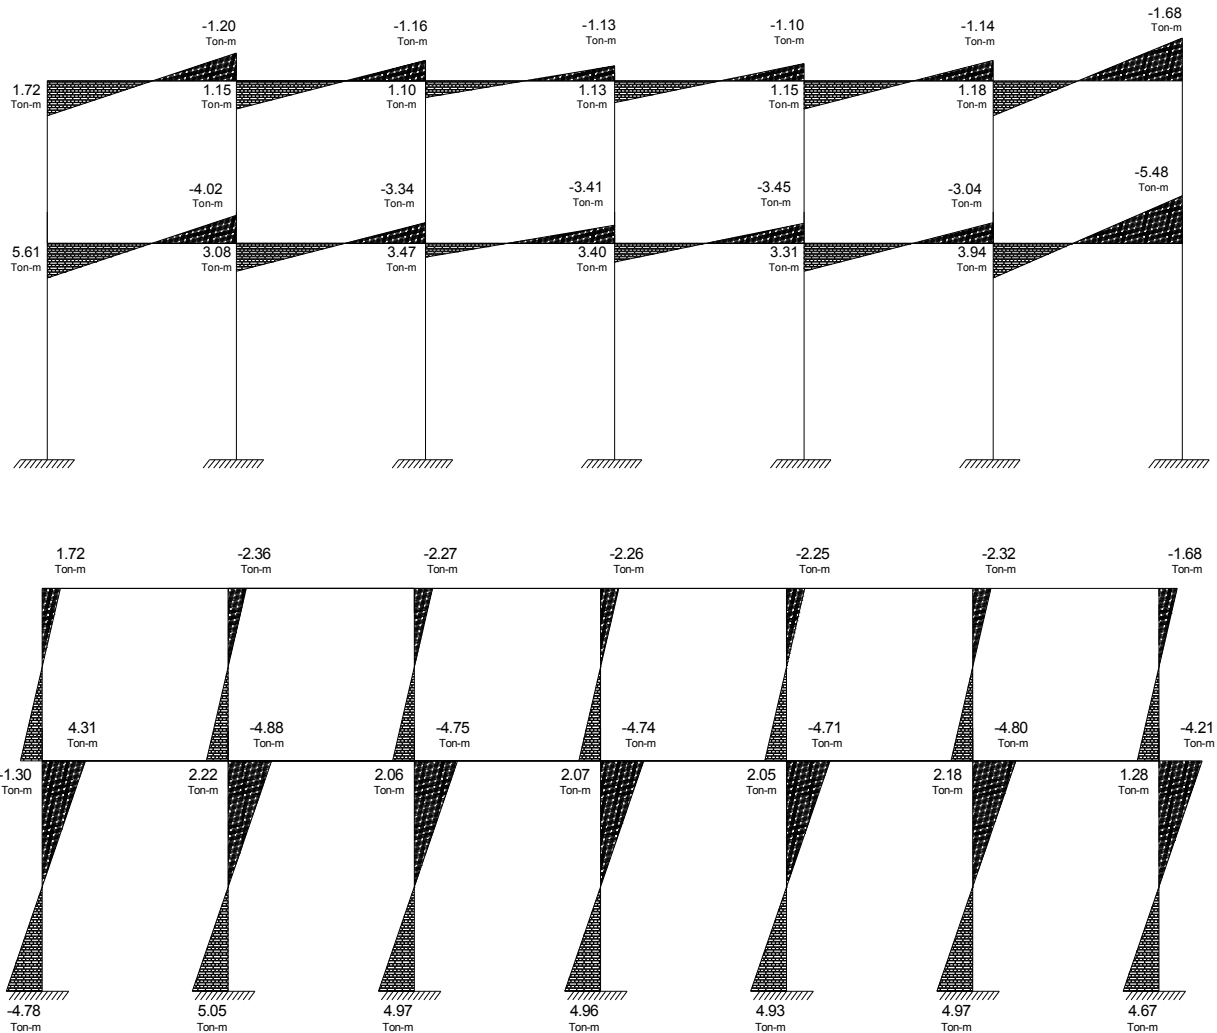 -1.20
Ton-m
-1.16
Ton-m
-1.13
Ton-m
-1.10
Ton-m
-1.14
Ton-m
-1.68
Ton-m
1.72
Ton-m
1.15
Ton-m
1.10
Ton-m
1.13
Ton-m
1.15
Ton-m
1.18
Ton-m
-4.02
Ton-m
-3.34
Ton-m
-3.41
Ton-m
-3.45
Ton-m
-3.04
Ton-m
-5.48
Ton-m
5.61
Ton-m
3.08
Ton-m
3.47
Ton-m
3.40
Ton-m
3.31
Ton-m
3.94
Ton-m
1.72
Ton-m
-2.36
Ton-m
-2.27
Ton-m
-2.26
Ton-m
-2.25
Ton-m
-2.32
Ton-m
-1.68
Ton-m
4.31
Ton-m
-4.88
Ton-m
-4.75
Ton-m
-4.74
Ton-m
-4.71
Ton-m
-4.80
Ton-m
-4.21
Ton-m
-1.30
Ton-m
2.22
Ton-m
2.06
Ton-m
2.07
Ton-m
2.05
Ton-m
2.18
Ton-m
1.28
Ton-m
-4.78
Ton-m
5.05
Ton-m
4.97
Ton-m
4.96
Ton-m
4.93
Ton-m
4.97
Ton-m
4.67
Ton-m